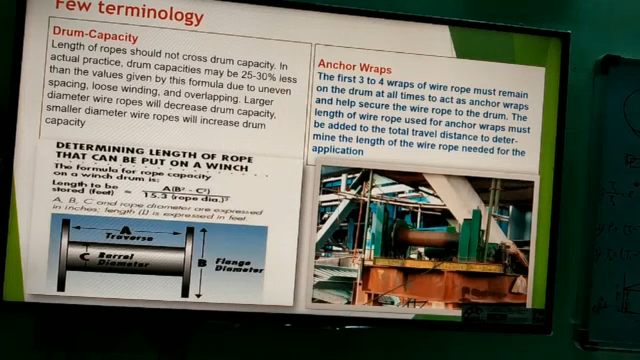 Few terminology
Drum-Capacity
Length of ropes should not cross drum capacity. In
actual practice, drum capacities may be 25-30% less
than the values given by this formula due to uneven
spacing, loose winding, and overlapping. Larger
diameter wire ropes will decrease drum capacity,
smaller diameter wire ropes will increase drum
capacity
DETERMINING LENGTH OF ROPE
THAT CAN BE PUT ON A WINCH
The formula for rope capacity
on a winch drum is:
Length to be
stored (feet) = A(B² - C²)
15.3 (rope dia.)²
A, B, C and rope diameter are expressed
in inches; length (L) is expressed in feet.
A
Traverse
C Barrel
Diameter
B Flange
Diameter
Anchor Wraps
The first 3 to 4 wraps of wire rope must remain
on the drum at all times to act as anchor wraps
and help secure the wire rope to the drum. The
length of wire rope used for anchor wraps must
be added to the total travel distance to deter-
mine the length of the wire rope needed for the
application